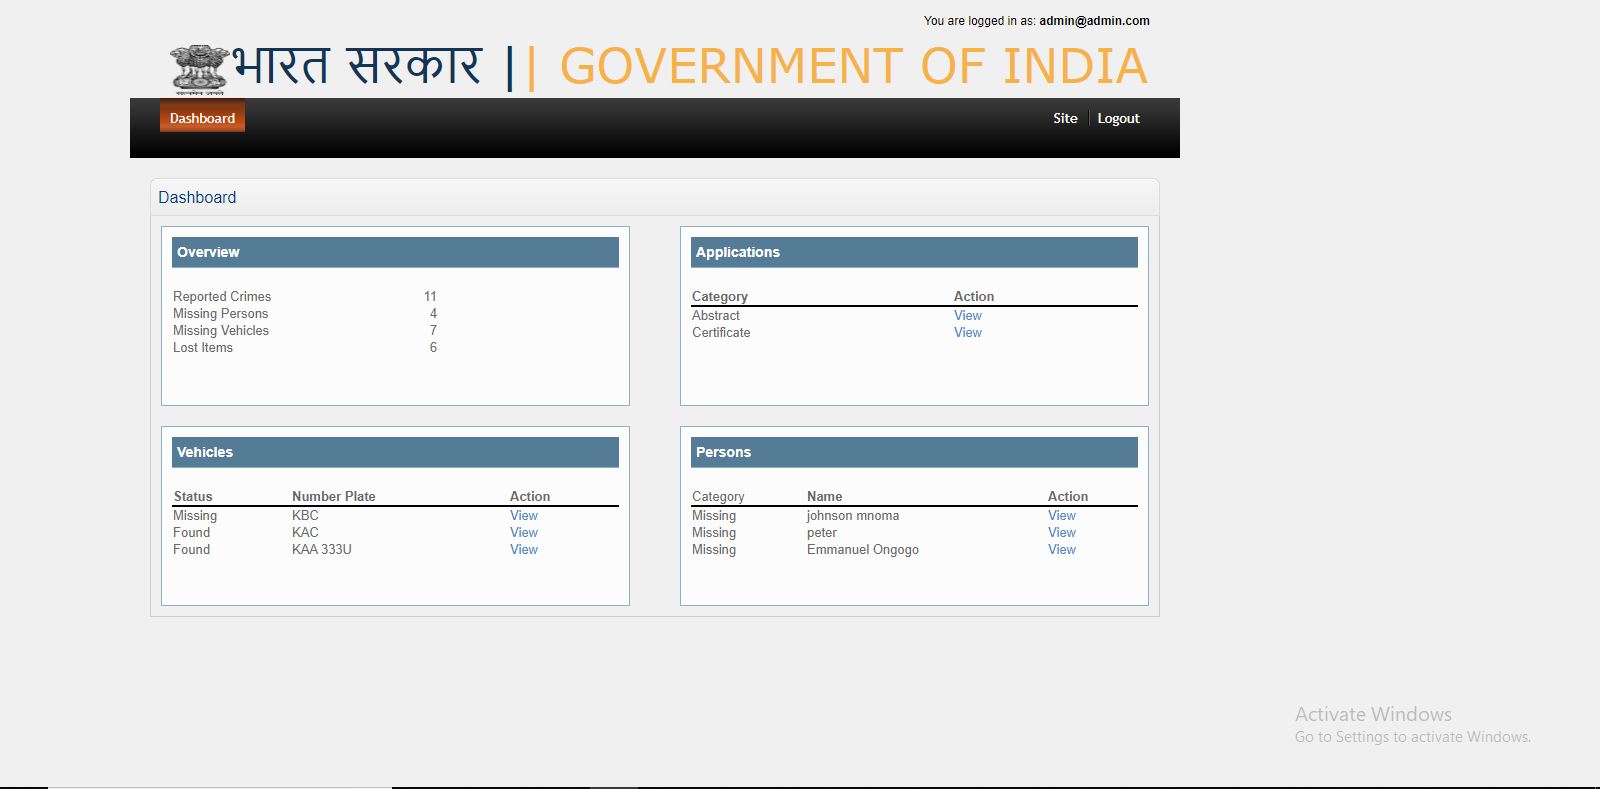 You are logged in as: admin@admin.com
भारत सरकार || GOVERNMENT OF INDIA
Dashboard Site Logout
Dashboard
Overview
Reported Crimes 11
Missing Persons 4
Missing Vehicles 7
Lost Items 6
Applications
Category Action
Abstract View
Certificate View
Vehicles
Status Number Plate Action
Missing KBC View
Found KAC View
Found KAA 333U View
Persons
Category Name Action
Missing johnson mnoma View
Missing peter View
Missing Emmanuel Ongogo View
Activate Windows
Go to Settings to activate Windows.